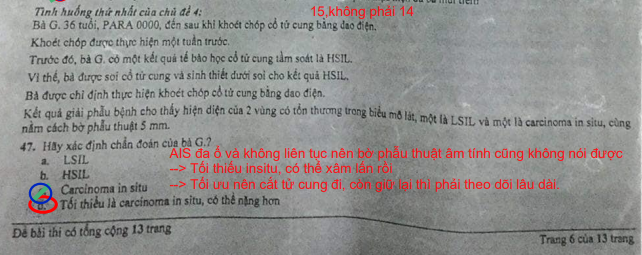 Tình huống thứ nhất của chủ đề 4:
15,không phải 14
Bà G. 36 tuổi, PARA 0000, đến sau khi khoét chóp cổ tử cung bằng dao điện.
Khoét chóp được thực hiện một tuần trước.
Trước đó, bà G. có một kết quả tế bào học cổ tử cung tầm soát là HSIL.
Vì thế, bà được soi cổ tử cung và sinh thiết dưới soi cho kết quả HSIL.
Bà được chỉ định thực hiện khoét chóp cổ tử cung bằng dao điện.
Kết quả giải phẫu bệnh cho thấy hiện diện của 2 vùng có tổn thương trong biểu mô lát, một là LSIL và một là carcinoma in situ, cùng
nằm cách bờ phẫu thuật 5 mm.
47. Hãy xác định chẩn đoán của bà G.?
AIS đa ổ và không liên tục nên bờ phẫu thuật âm tính cũng không nói được
a. LSIL
--> Tối thiểu insitu, có thể xâm lấn rồi
b. HSIL
--> Tối ưu nên cắt tử cung đi, còn giữ lại thì phải theo dõi lâu dài.
Carcinoma in situ
Tối thiểu là carcinoma in situ, có thể nặng hơn
Đề bài thi có tổng cộng 13 trang
Trang 6 của 13 trang